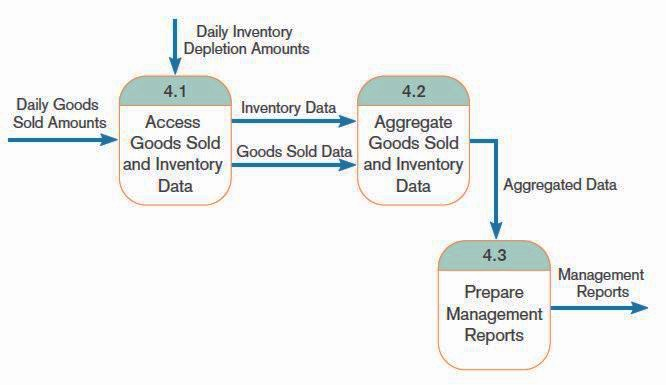 Daily Inventory
Depletion Amounts
Daily Goods
Sold Amounts
4.1
Access
Goods Sold
and Inventory
Data
Inventory Data
Goods Sold Data
4.2
Aggregate
Goods Sold
and Inventory
Data
Aggregated Data
4.3
Prepare
Management
Reports
Management
Reports